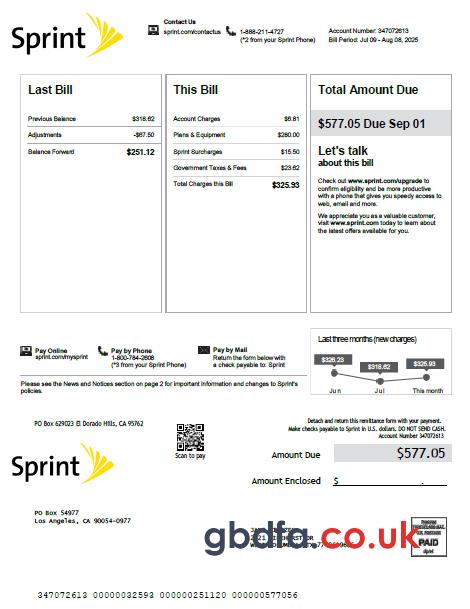 Sprint
Contact Us
sprint.com/contactus
1-888-211-4727
(*2 from your Sprint Phone)
Account Number: 347072613
Bill Period: Jul 09 - Aug 08, 2025
Last Bill
Previous Balance $318.62
Adjustments -$67.50
Balance Forward $251.12
This Bill
Account Charges $6.81
Plans & Equipment $280.00
Sprint Surcharges $15.50
Government Taxes & Fees $23.62
Total Charges this Bill $325.93
Total Amount Due
$577.05 Due Sep 01
Let's talk
about this bill
Check out www.sprint.com/upgrade to
confirm eligibility and be more productive
with a phone that gives you speedy access to
web, email and more.
We appreciate you as a valuable customer,
visit www.sprint.com today to learn about
the latest offers available for you.
Pay Online
sprint.com/mysprint
Pay by Phone
1-800-784-2608
(*3 from your Sprint Phone)
Pay by Mail
Return the form below with
a check payable to: Sprint
Please see the News and Notices section on page 2 for important information and changes to Sprint's
policies.
Last three months (new charges)
$326.23
$318.62
$325.93
Jun
Jul
This month
PO Box 629023 El Dorado Hills, CA 95762
Scan to pay
Detach and return this remittance form with your payment.
Make checks payable to Sprint in U.S. dollars. DO NOT SEND CASH.
Account Number 347072613
Sprint
Amount Due $577.05
Amount Enclosed $ .
PO Box 54977
Los Angeles, CA 90054-0977
gbdfa.co.uk
PAID
Sprint
347072613 00000032593 000000251120 000000577056